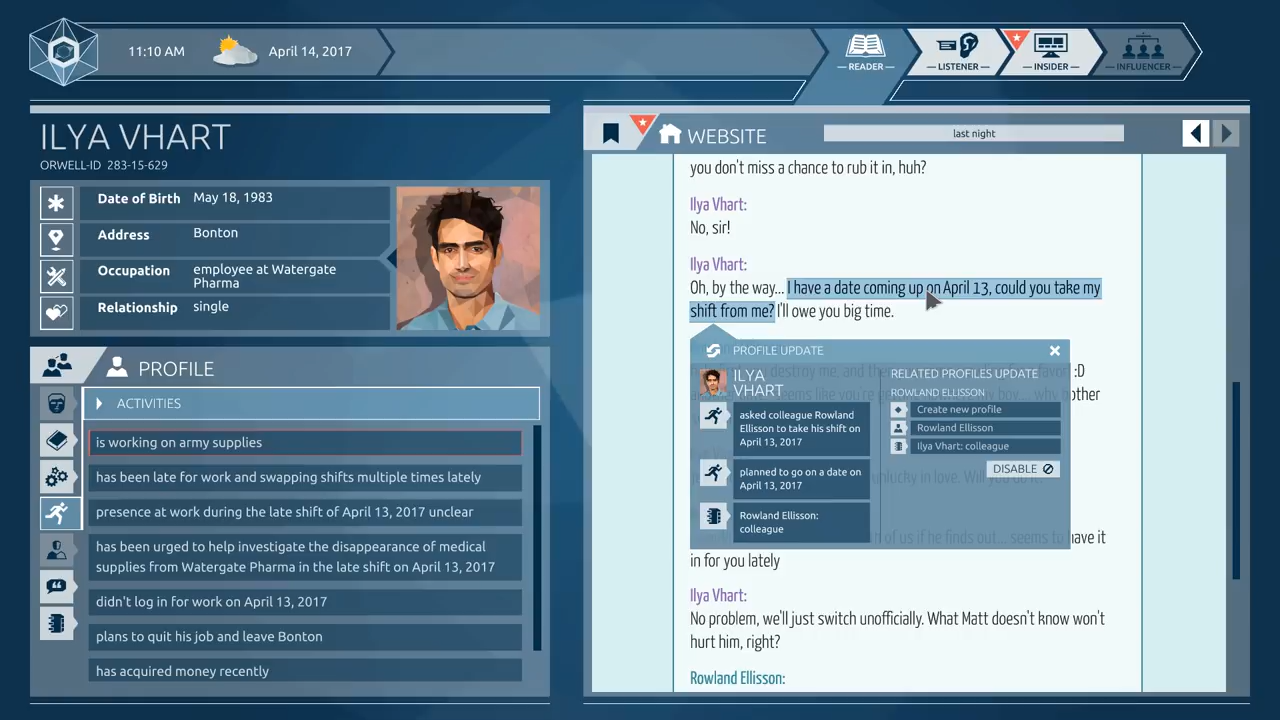 11:10 AM
April 14, 2017
READER
LISTENER
INSIDER
INFLUENCER
ILYA VHART
ORWELL-ID 283-15-629
Date of Birth May 18, 1983
Address Bonton
Occupation employee at Watergate
Pharma
Relationship single
PROFILE
ACTIVITIES
is working on army supplies
has been late for work and swapping shifts multiple times lately
presence at work during the late shift of April 13, 2017 unclear
has been urged to help investigate the disappearance of medical
supplies from Watergate Pharma in the late shift on April 13, 2017
didn't log in for work on April 13, 2017
plans to quit his job and leave Bonton
has acquired money recently
WEBSITE
last night
you don't miss a chance to rub it in, huh?
Ilya Vhart:
No, sir!
Ilya Vhart:
Oh, by the way... I have a date coming up on April 13, could you take my
shift from me? I'll owe you big time.
PROFILE UPDATE
ILYA
VHART
asked colleague Rowland
Ellisson to take his shift on
April 13, 2017
planned to go on a date on
April 13, 2017
Rowland Ellisson:
colleague
RELATED PROFILES UPDATE
ROWLAND ELLISSON
Create new profile
Rowland Ellisson
Ilya Vhart: colleague
DISABLE
:D
of us if he finds out... seems to have it
in for you lately
Ilya Vhart:
No problem, we'll just switch unofficially. What Matt doesn't know won't
hurt him, right?
Rowland Ellisson: